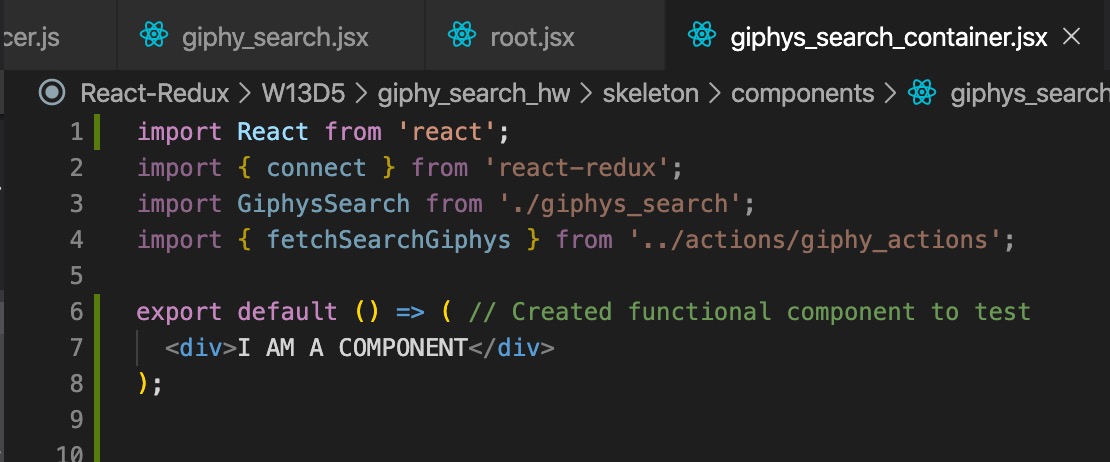 cer.js giphy_search.jsx root.jsx giphys_search_container.jsx ×
React-Redux > W13D5 > giphy_search_hw > skeleton > components > giphys_search
1 import React from 'react';
2 import { connect } from 'react-redux';
3 import GiphysSearch from './giphys_search';
4 import { fetchSearchGiphys } from '../actions/giphy_actions';
5
6 export default () => ( // Created functional component to test
7 <div>I AM A COMPONENT</div>
8 );
9
10